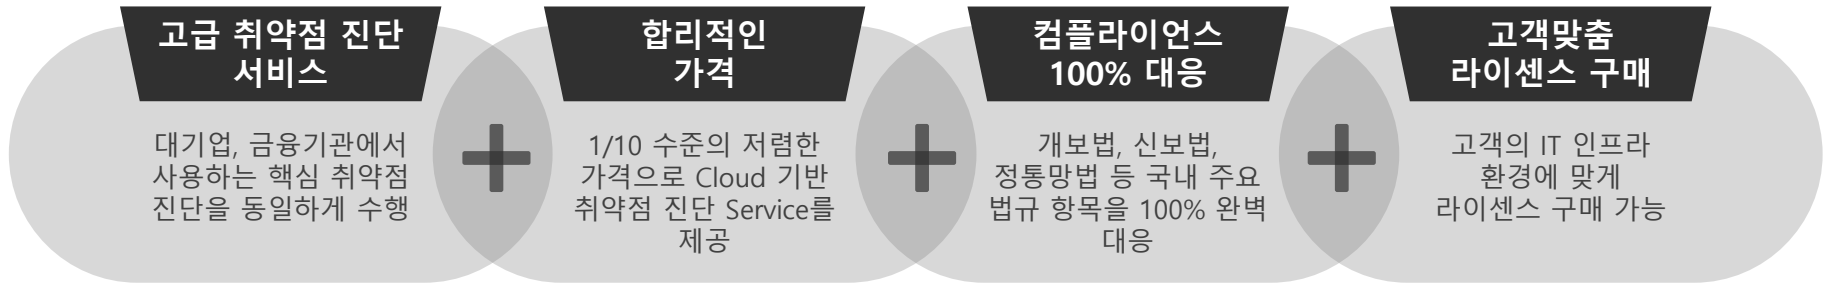 고급 취약점 진단
서비스
대기업, 금융기관에서
사용하는 핵심 취약점
진단을 동일하게 수행
합리적인
가격
1/10 수준의 저렴한
가격으로 Cloud 기반
취약점 진단 Service를
제공
컴플라이언스
100% 대응
개보법, 신보법,
정통망법 등 국내 주요
법규 항목을 100% 완벽
대응
고객맞춤
라이센스 구매
고객의 IT 인프라
환경에 맞게
라이센스 구매 가능